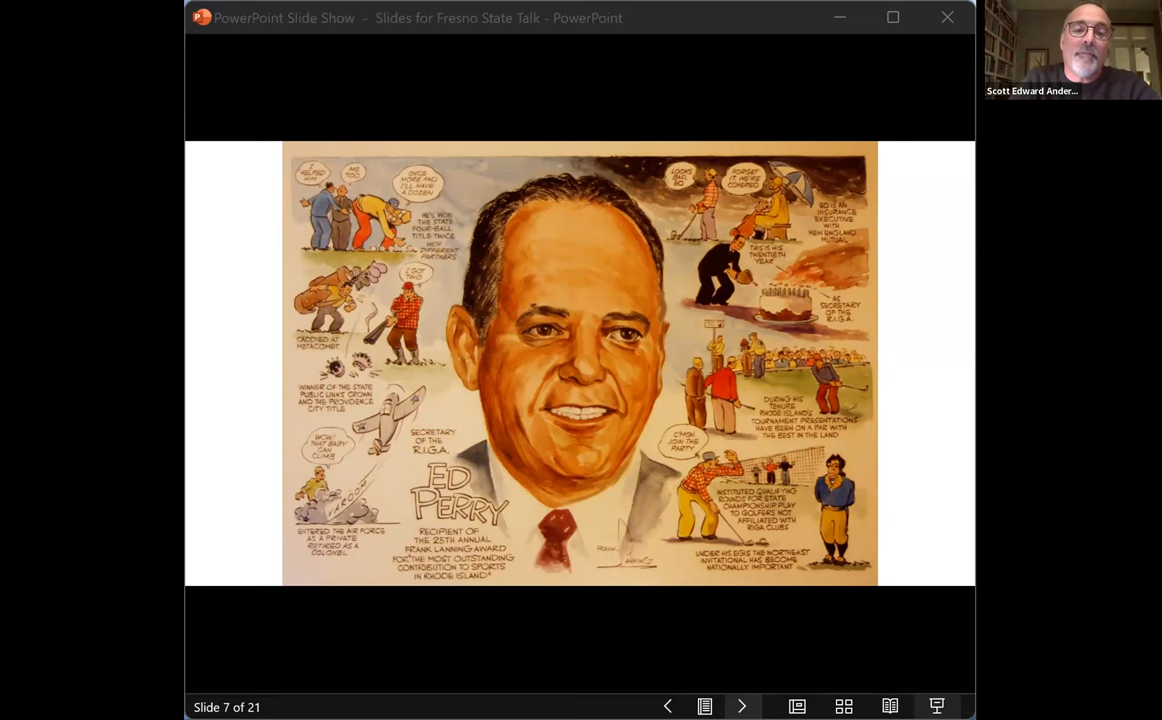 PowerPoint Slide Show - Slides for Fresno State Talk - PowerPoint
Scott Edward Ander...
I
HELPED
HIM
ME
TOO
ONCE
MORE AND
I'LL HAVE
A DOZEN
HE'S WON
THE STATE
FOUR-BALL
TITLE TWICE
WITH
DIFFERENT
PARTNERS
CADDIED AT
METACOMET
I GOT
TWO
WINNER OF THE STATE
PUBLIC LINKS CROWN
AND THE PROVIDENCE
CITY TITLE
WOW!
THAT BABY
CAN
CLIMB
VAROOM
ENTERED THE AIR FORCE
AS A PRIVATE
RETIRED AS A
COLONEL
SECRETARY
OF THE
R.I.G.A.
ED
PERRY
RECIPIENT OF
THE 25TH ANNUAL
FRANK LANNING AWARD
FOR "THE MOST OUTSTANDING
CONTRIBUTION TO SPORTS
IN RHODE ISLAND"
FRANK
LOOKS
BAD,
ED
FORGET
IT. WE'RE
COVERED
ED IS AN
INSURANCE
EXECUTIVE
WITH
NEW ENGLAND
MUTUAL
THIS IS HIS
TWENTIETH
YEAR
AS
SECRETARY
OF THE
R.I.G.A.
DURING HIS
TENURE
RHODE ISLAND'S
TOURNAMENT PRESENTATIONS
HAVE BEEN ON A PAR WITH
THE BEST IN THE LAND
C'MON
JOIN THE
PARTY
INSTITUTED QUALIFYING
ROUNDS FOR STATE
CHAMPIONSHIP PLAY
TO GOLFERS NOT
AFFILIATED WITH
RIGA CLUBS
UNDER HIS EGIS THE NORTHEAST
INVITATIONAL HAS BECOME
NATIONALLY IMPORTANT
Slide 7 of 21